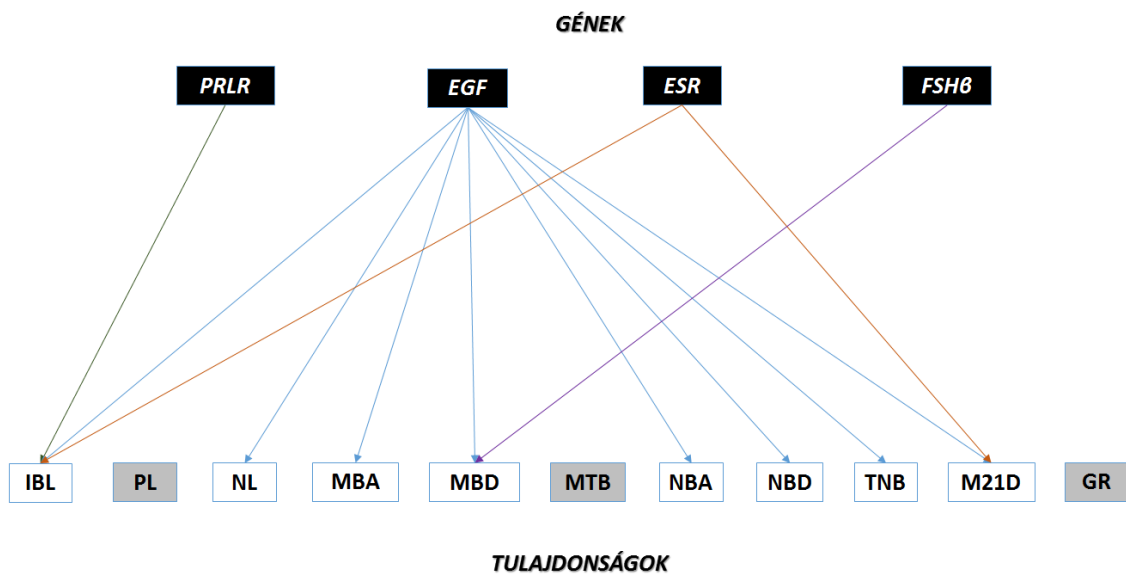 GÉNEK
PRLR EGF ESR FSHβ
IBL PL NL MBA MBD MTB NBA NBD TNB M21D GR
TULAJDONSÁGOK